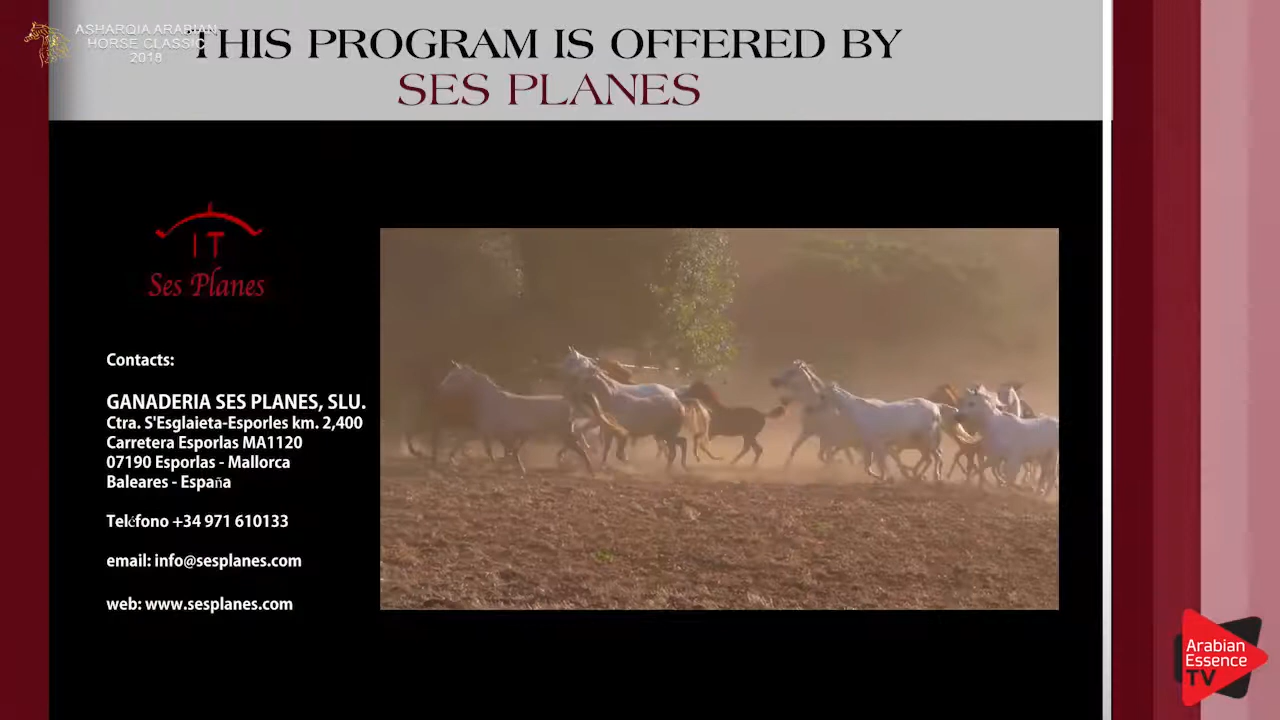 ASHARQIA ARABIAN
HORSE CLASSIC
2018
THIS PROGRAM IS OFFERED BY
SES PLANES
IT
Ses Planes
Contacts:
GANADERIA SES PLANES, SLU.
Ctra. S'Esglaieta-Esporles km. 2,400
Carretera Esporlas MA1120
07190 Esporlas - Mallorca
Baleares - España
Teléfono +34 971 610133
email: info@sesplanes.com
web: www.sesplanes.com
Arabian
Essence
TV